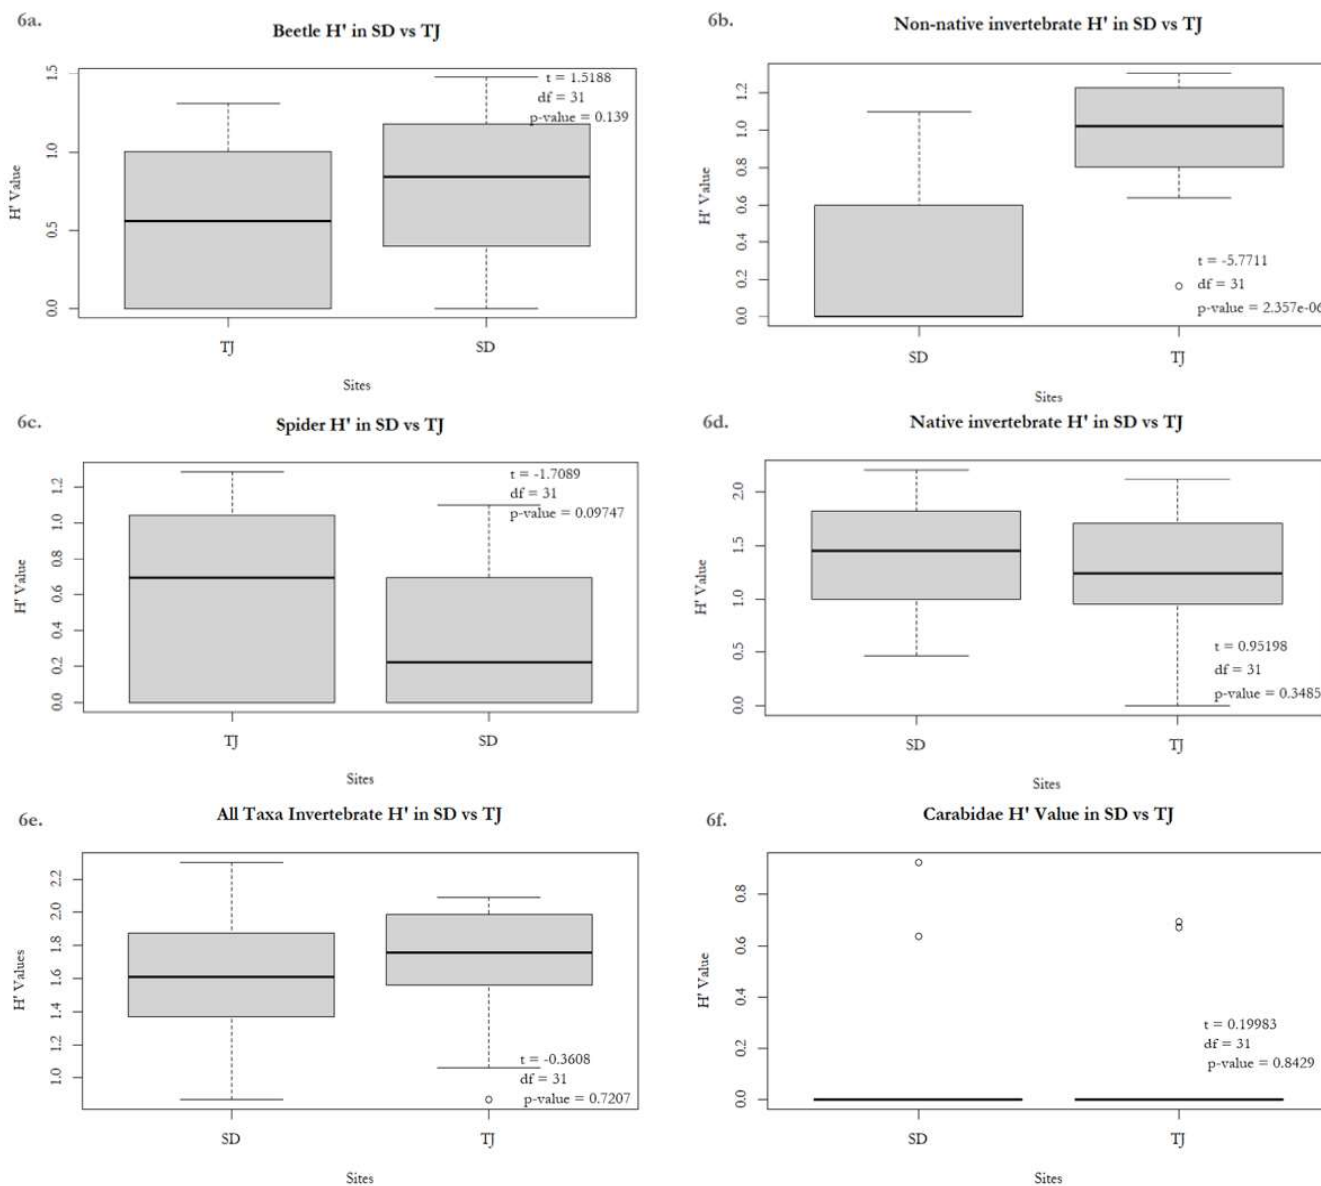 6a.
Beetle H' in SD vs TJ
H' Value
1.5
1.0
0.5
0.0
t = 1.5188
df = 31
p-value = 0.139
TJ
SD
Sites
6b.
Non-native invertebrate H' in SD vs TJ
H' Value
1.2
1.0
0.8
0.6
0.4
0.2
0.0
t = -5.7711
df = 31
p-value = 2.357e-06
SD
TJ
Sites
6c.
Spider H' in SD vs TJ
H' Value
1.2
1.0
0.8
0.6
0.4
0.2
0.0
t = -1.7089
df = 31
p-value = 0.09747
TJ
SD
Sites
6d.
Native invertebrate H' in SD vs TJ
H' Value
2.0
1.5
1.0
0.5
0.0
t = 0.95198
df = 31
p-value = 0.3485
SD
TJ
Sites
6e.
All Taxa Invertebrate H' in SD vs TJ
H' Values
2.2
2.0
1.8
1.6
1.4
1.2
1.0
t = -0.3608
df = 31
p-value = 0.7207
SD
TJ
Sites
6f.
Carabidae H' Value in SD vs TJ
H' Value
0.8
0.6
0.4
0.2
0.0
t = 0.19983
df = 31
p-value = 0.8429
SD
TJ
Sites